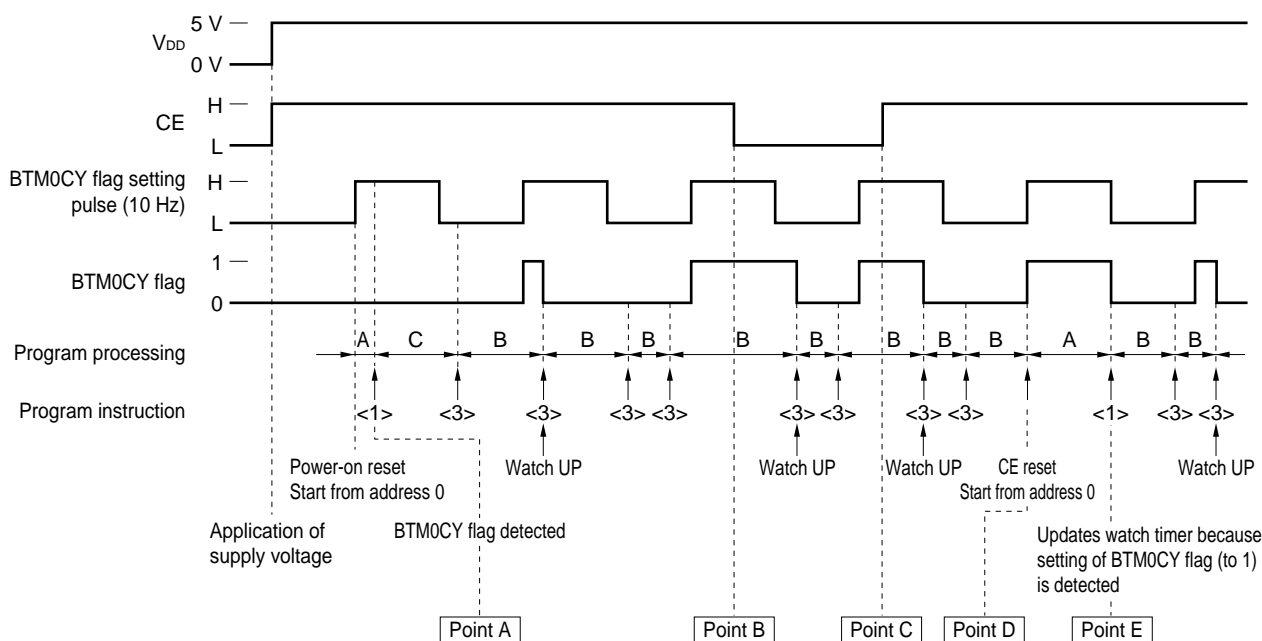 5 V
VDD
0 V
H
CE
L
BTM0CY flag setting
pulse (10 Hz)
H
L
BTM0CY flag
1
0
Program processing
A C B B B B B B B B A B B
Program instruction
<1> <3> <3> <3> <3> <3> <3> <3> <3> <1> <3> <3>
Power-on reset
Start from address 0
Watch UP
Watch UP
Watch UP
CE reset
Start from address 0
Watch UP
Application of
supply voltage
BTM0CY flag detected
Updates watch timer because
setting of BTM0CY flag (to 1)
is detected
Point A
Point B
Point C
Point D
Point E